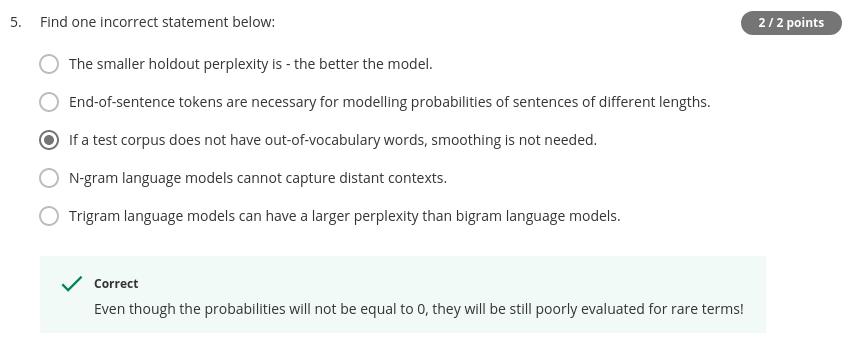 5. Find one incorrect statement below:
2 / 2 points
The smaller holdout perplexity is - the better the model.
End-of-sentence tokens are necessary for modelling probabilities of sentences of different lengths.
If a test corpus does not have out-of-vocabulary words, smoothing is not needed.
N-gram language models cannot capture distant contexts.
Trigram language models can have a larger perplexity than bigram language models.
Correct
Even though the probabilities will not be equal to 0, they will be still poorly evaluated for rare terms!